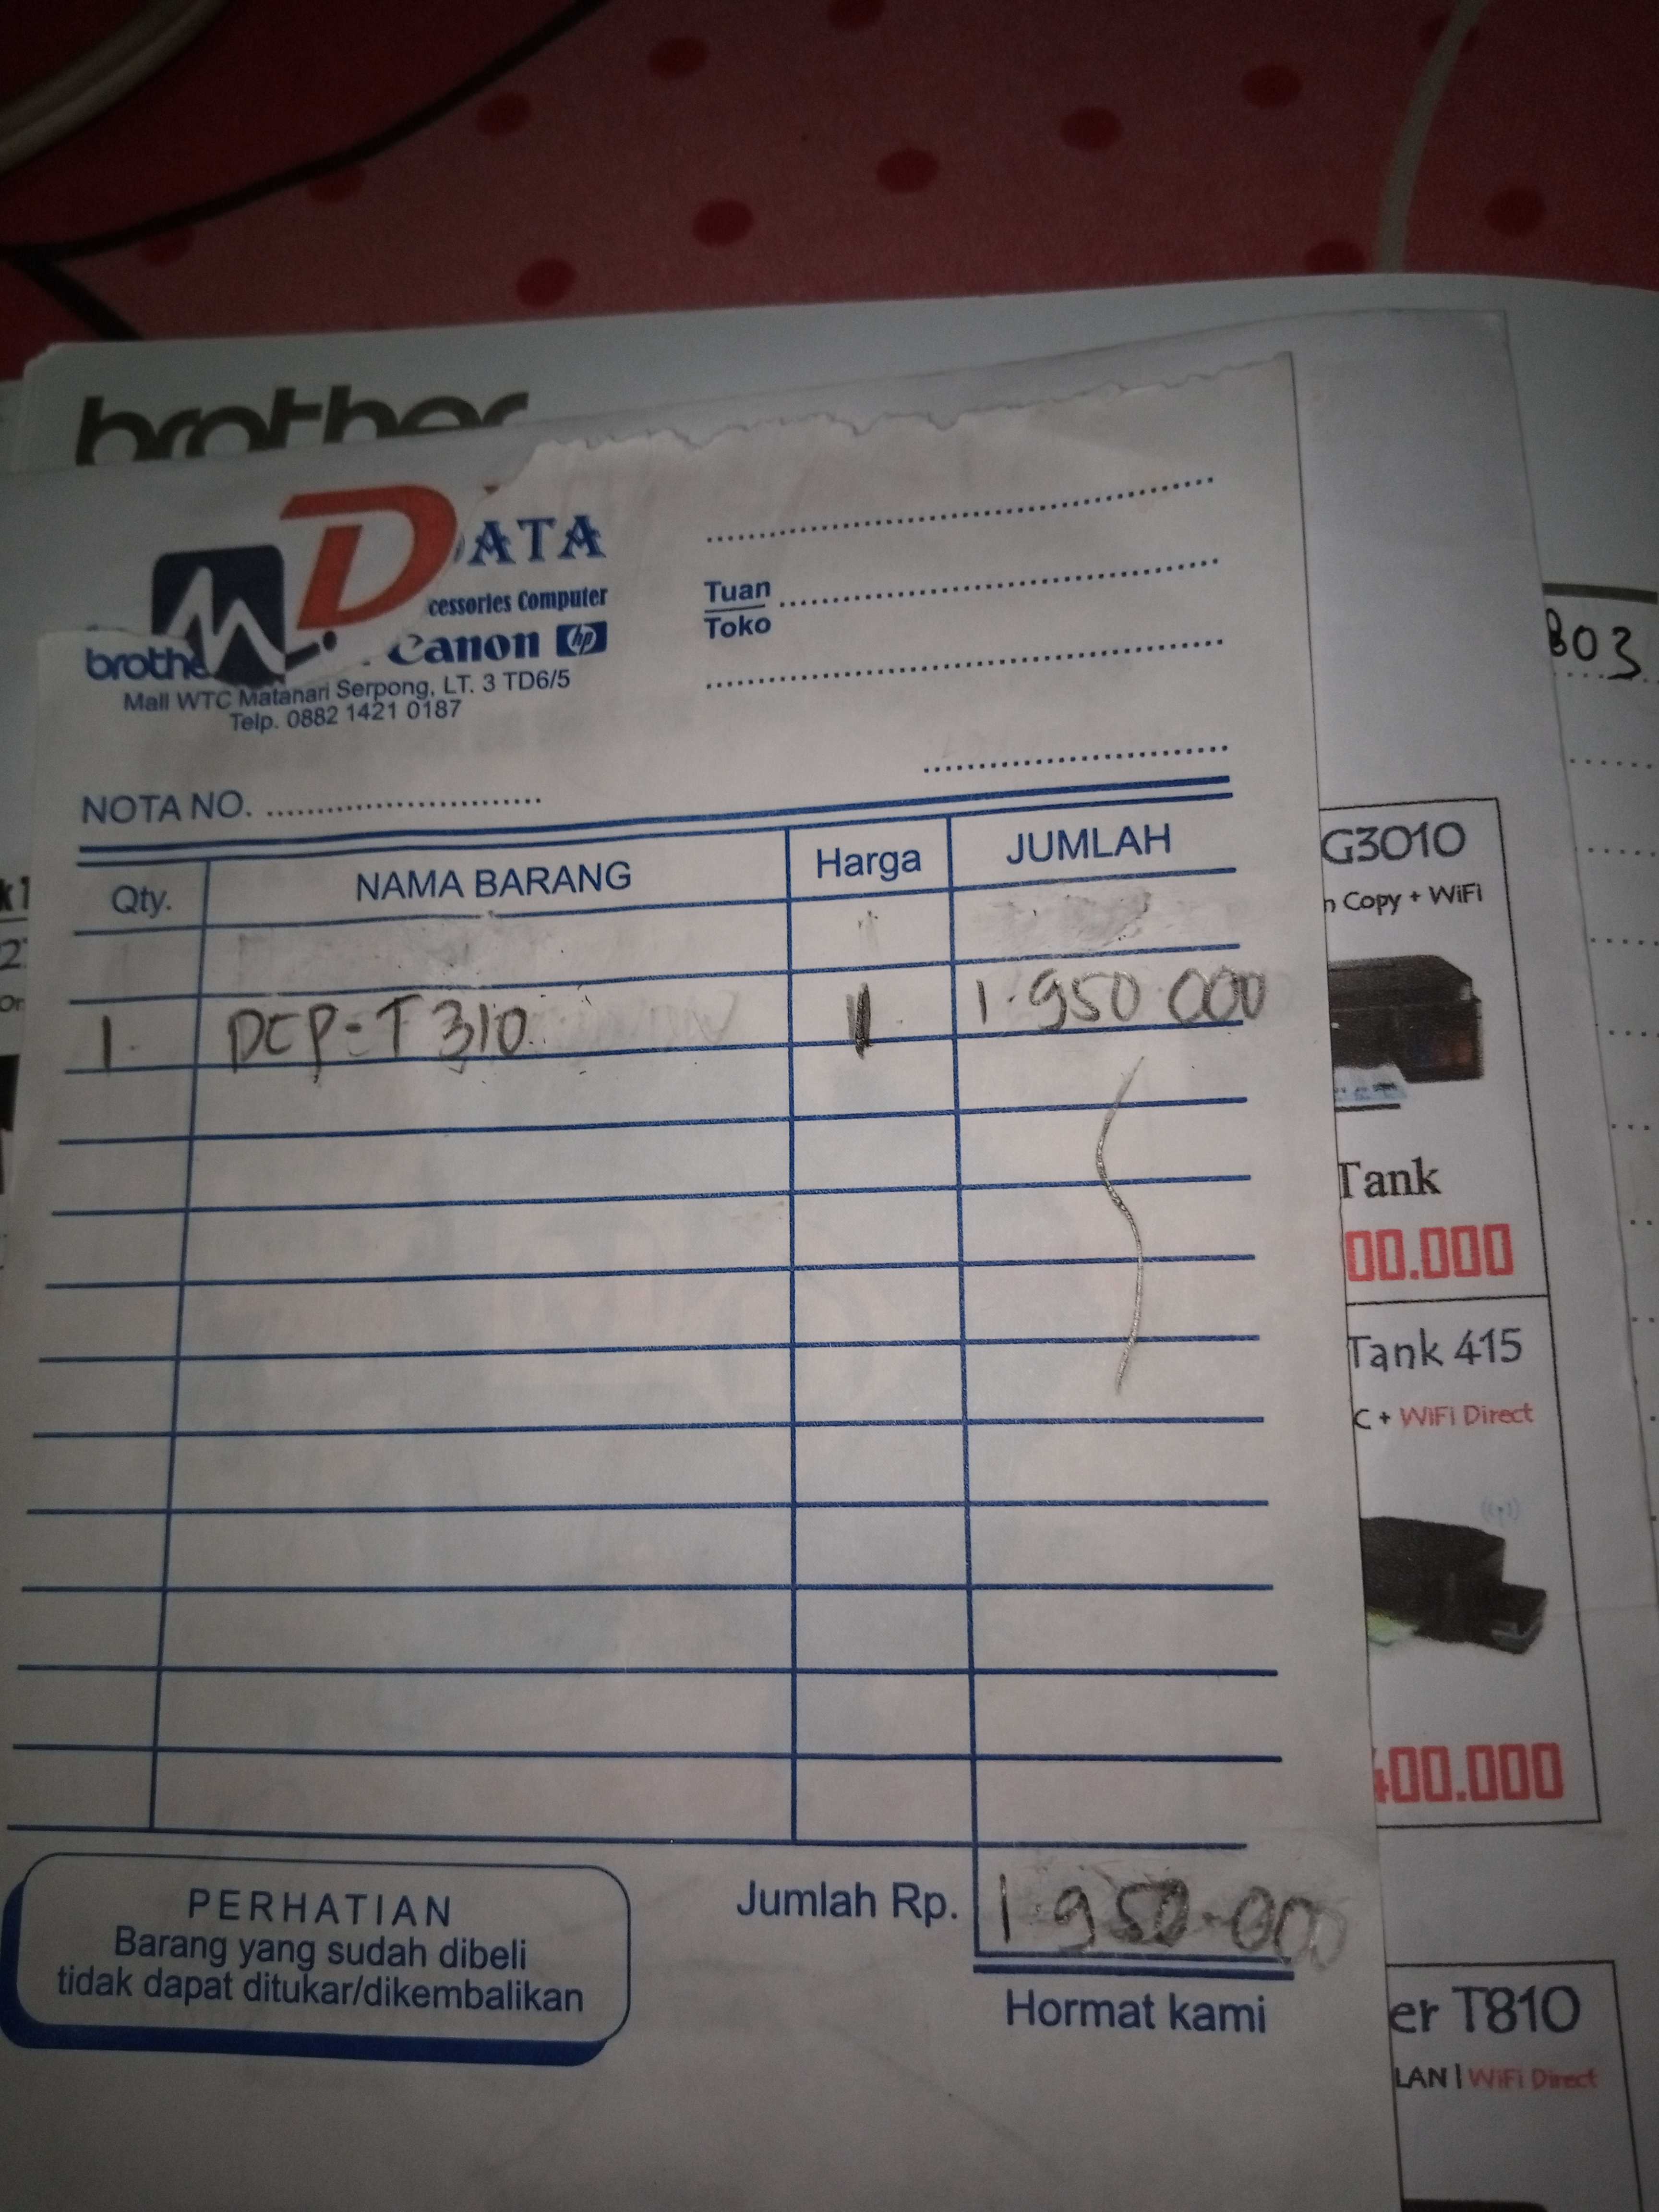 brother
DATA
cessories Computer
brothe Canon hp
Mall WTC Matahari Serpong, LT. 3 TD6/5
Telp. 0882 1421 0187
Tuan
Toko
NOTA NO.
Qty. NAMA BARANG Harga JUMLAH
1. DCP-T310 1.950 000
PERHATIAN
Barang yang sudah dibeli
tidak dapat ditukar/dikembalikan
Jumlah Rp. 1.950.000
Hormat kami
803
G3010
n Copy + WiFi
Tank
00.000
Tank 415
C + WiFi Direct
400.000
er T810
LAN | WiFi Direct